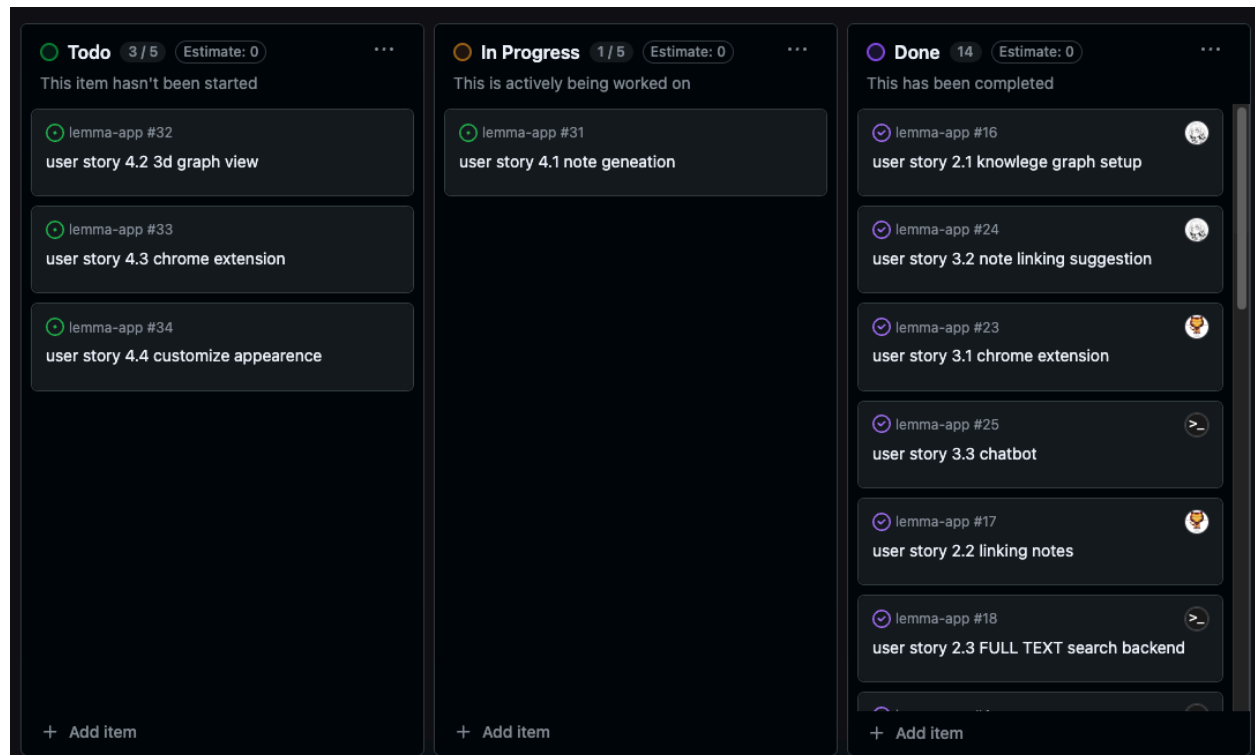 Todo 3 / 5 Estimate: 0 ...
This item hasn't been started
lemma-app #32
user story 4.2 3d graph view
lemma-app #33
user story 4.3 chrome extension
lemma-app #34
user story 4.4 customize appearence
+ Add item
In Progress 1 / 5 Estimate: 0 ...
This is actively being worked on
lemma-app #31
user story 4.1 note geneation
+ Add item
Done 14 Estimate: 0 ...
This has been completed
lemma-app #16
user story 2.1 knowlege graph setup
lemma-app #24
user story 3.2 note linking suggestion
lemma-app #23
user story 3.1 chrome extension
lemma-app #25
>_
user story 3.3 chatbot
lemma-app #17
user story 2.2 linking notes
lemma-app #18
>_
user story 2.3 FULL TEXT search backend
+ Add item